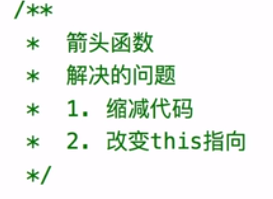 /**
* 箭头函数
* 解决的问题
* 1. 缩减代码
* 2. 改变this指向
*/